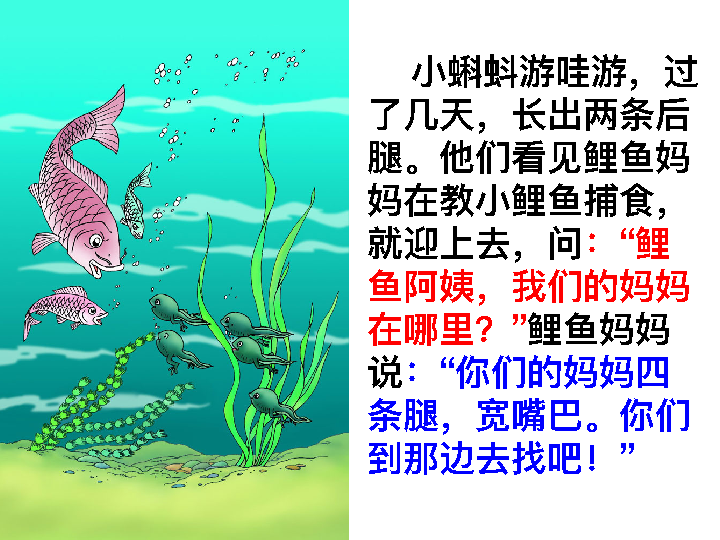 小蝌蚪游哇游，过
了几天，长出两条后
腿。他们看见鲤鱼妈
妈在教小鲤鱼捕食，
就迎上去，问：“鲤
鱼阿姨，我们的妈妈
在哪里？”鲤鱼妈妈
说：“你们的妈妈四
条腿，宽嘴巴。你们
到那边去找吧！”